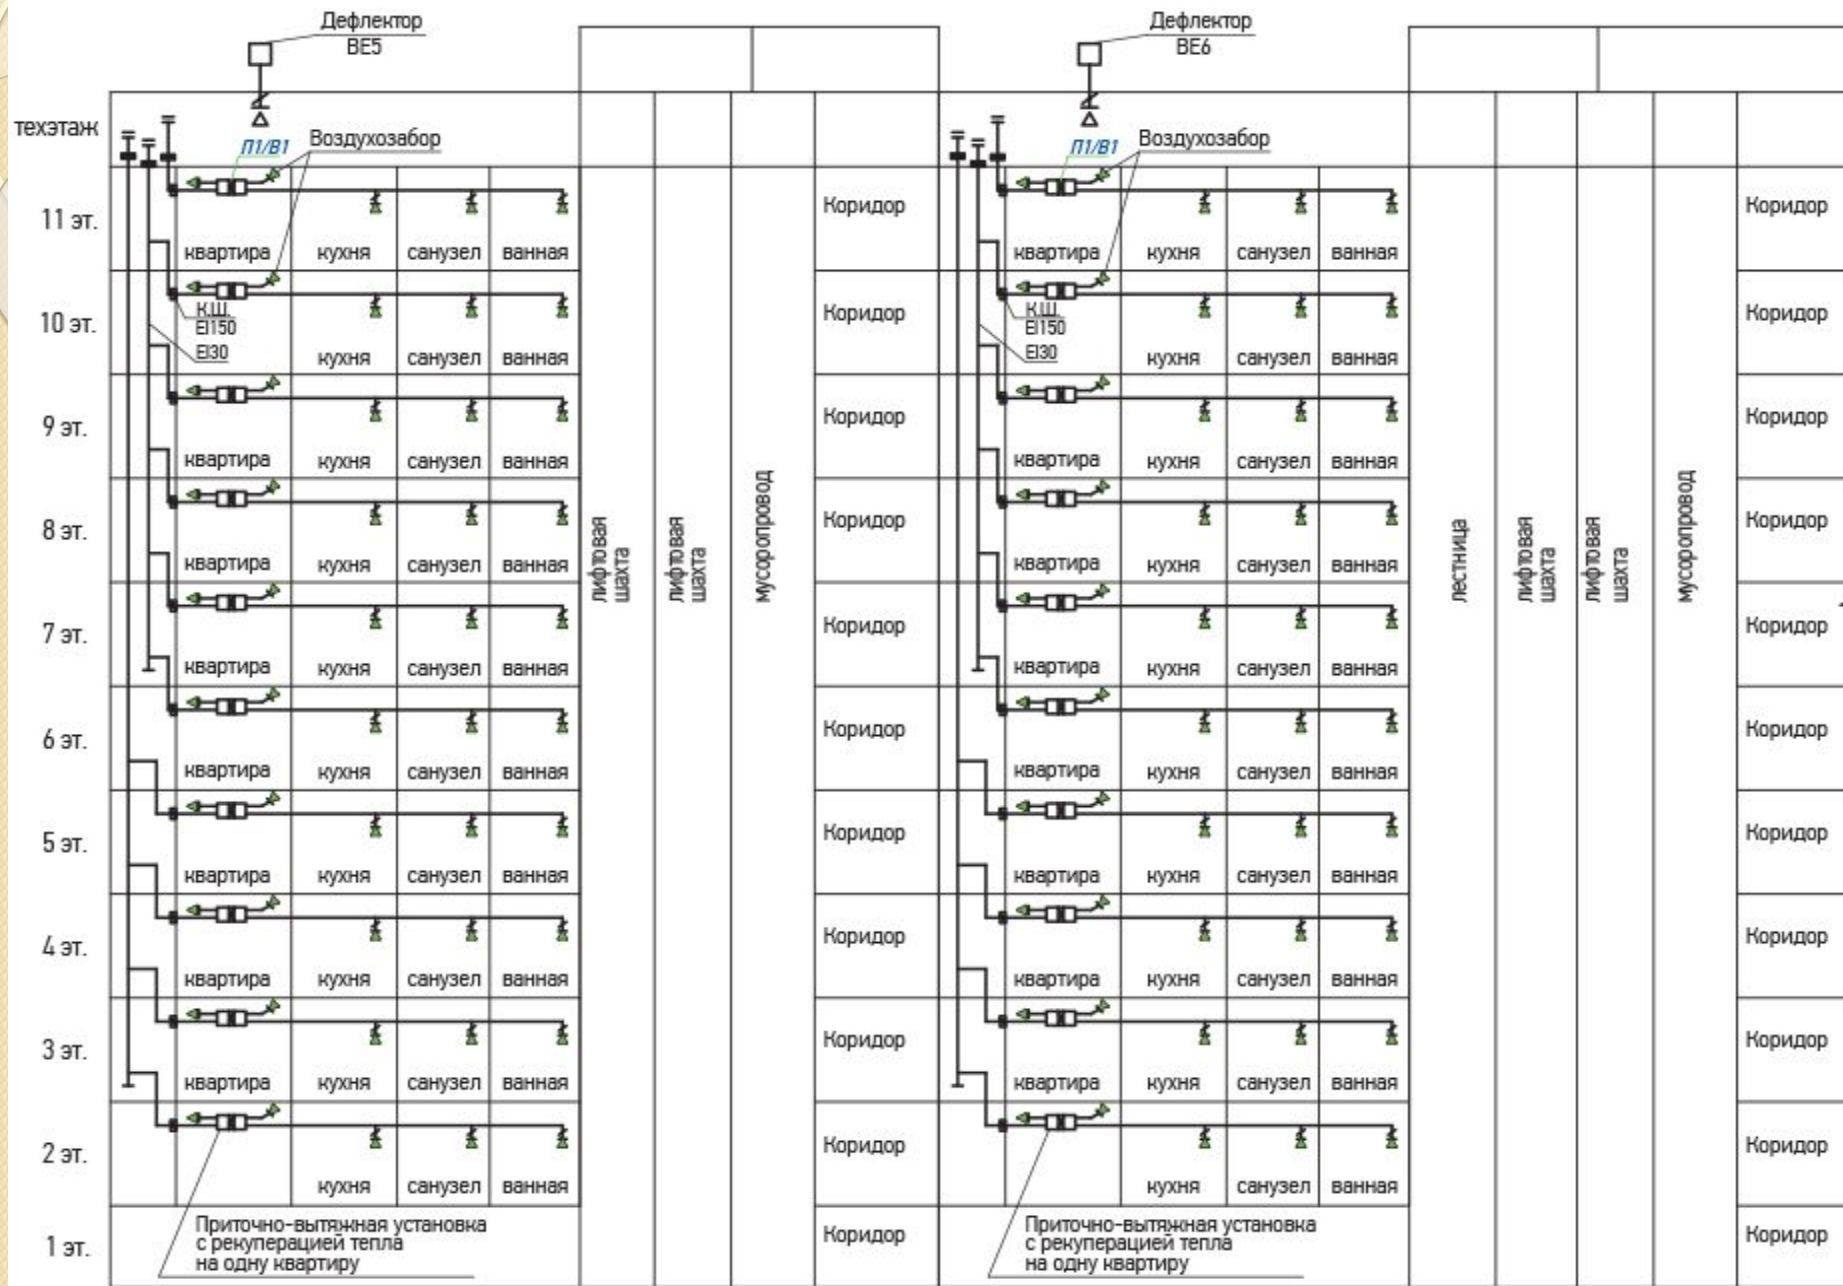 Дефлектор
ВЕ5
Дефлектор
ВЕ6
техэтаж
П1/В1
Воздухозабор
П1/В1
Воздухозабор
11 эт.
квартира кухня санузел ванная
Коридор
квартира кухня санузел ванная
Коридор
10 эт.
К.Ш.
EI150
EI30
кухня санузел ванная
Коридор
К.Ш.
EI150
EI30
кухня санузел ванная
Коридор
9 эт.
квартира кухня санузел ванная
Коридор
квартира кухня санузел ванная
Коридор
8 эт.
квартира кухня санузел ванная
Коридор
квартира кухня санузел ванная
Коридор
лифтовая
шахта
лифтовая
шахта
мусоропровод
лестница
лифтовая
шахта
лифтовая
шахта
мусоропровод
7 эт.
квартира кухня санузел ванная
Коридор
квартира кухня санузел ванная
Коридор
6 эт.
квартира кухня санузел ванная
Коридор
квартира кухня санузел ванная
Коридор
5 эт.
квартира кухня санузел ванная
Коридор
квартира кухня санузел ванная
Коридор
4 эт.
квартира кухня санузел ванная
Коридор
квартира кухня санузел ванная
Коридор
3 эт.
квартира кухня санузел ванная
Коридор
квартира кухня санузел ванная
Коридор
2 эт.
кухня санузел ванная
Коридор
кухня санузел ванная
Коридор
1 эт.
Приточно-вытяжная установка
с рекуперацией тепла
на одну квартиру
Коридор
Приточно-вытяжная установка
с рекуперацией тепла
на одну квартиру
Коридор